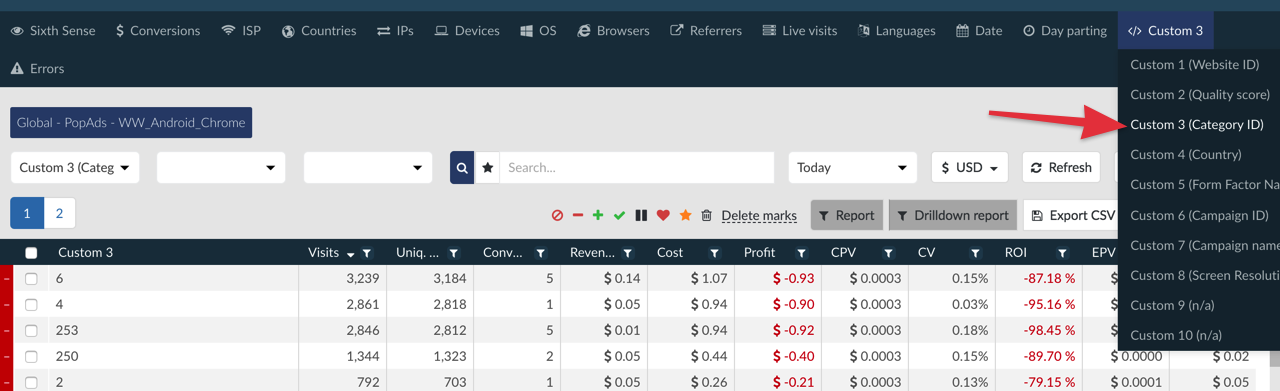 Sixth Sense $ Conversions ISP Countries IPs Devices OS Browsers Referrers Live visits Languages Date Day parting </> Custom 3
Errors
Custom 1 (Website ID)
Custom 2 (Quality score)
Custom 3 (Category ID)
Custom 4 (Country)
Custom 5 (Form Factor Na
Custom 6 (Campaign ID)
Custom 7 (Campaign name
Custom 8 (Screen Resoluti
Custom 9 (n/a)
Custom 10 (n/a)
Global - PopAds - WW_Android_Chrome
Custom 3 (Categ Search... Today $ USD Refresh
1 2 Delete marks Report Drilldown report Export CSV
Custom 3 Visits Uniq. ... Conv... Reven... Cost Profit CPV CV ROI EPV
6 3,239 3,184 5 $ 0.14 $ 1.07 $ -0.93 $ 0.0003 0.15% -87.18 % $
4 2,861 2,818 1 $ 0.05 $ 0.94 $ -0.90 $ 0.0003 0.03% -95.16 % $
253 2,846 2,812 5 $ 0.01 $ 0.94 $ -0.92 $ 0.0003 0.18% -98.45 % $
250 1,344 1,323 2 $ 0.05 $ 0.44 $ -0.40 $ 0.0003 0.15% -89.70 % $ 0.0000 $ 0.02
2 792 703 1 $ 0.05 $ 0.26 $ -0.21 $ 0.0003 0.13% -79.15 % $ 0.0001 $ 0.05